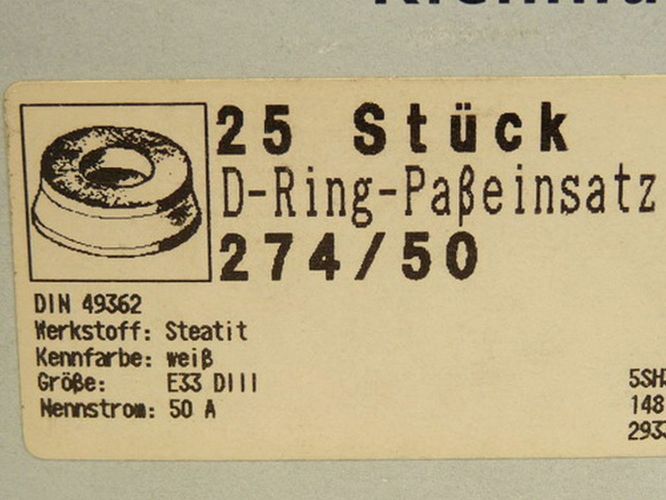 25 Stück
D-Ring-Paßeinsatz
274/50
DIN 49362
Werkstoff: Steatit
Kennfarbe: weiß
Größe: E33 DIII
Nennstrom: 50 A
148